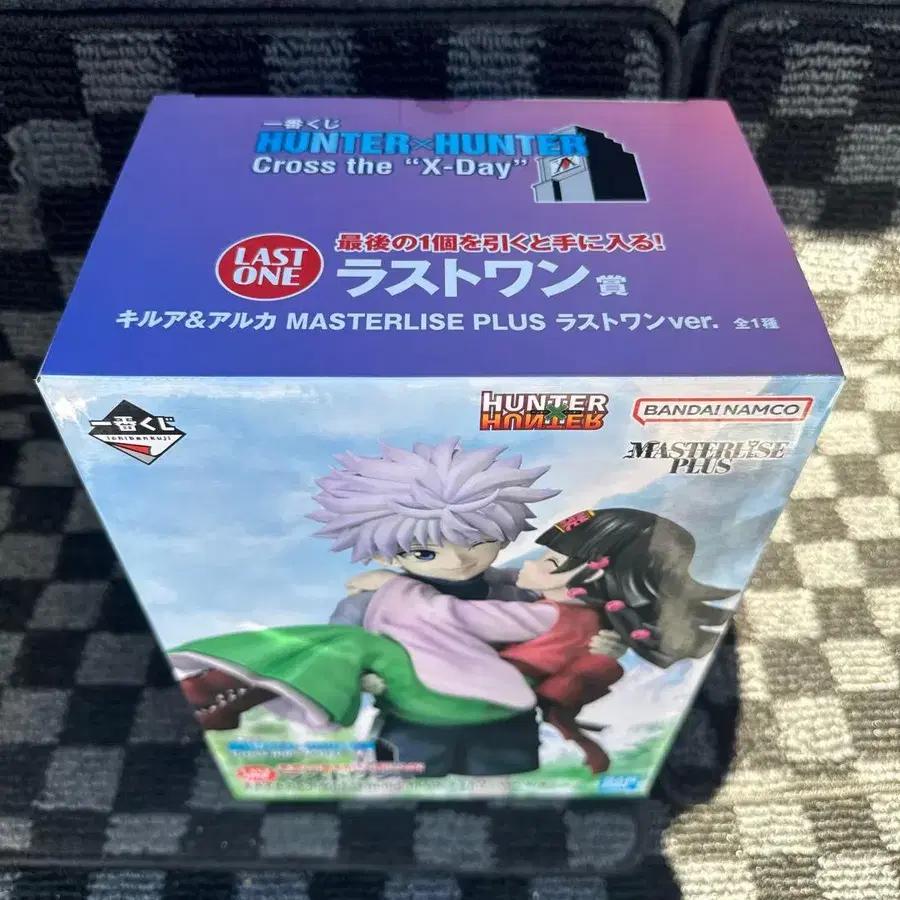 一番くじ
HUNTER×HUNTER
Cross the “X-Day”
LAST
ONE
最後の1個を引くと手に入る!
ラストワン賞
キルア&アルカ MASTERLISE PLUS ラストワンver. 全1種
一番くじ
ichibankuji
HUNTER
HUNTER
BANDAI NAMCO
MASTERLISE
PLUS